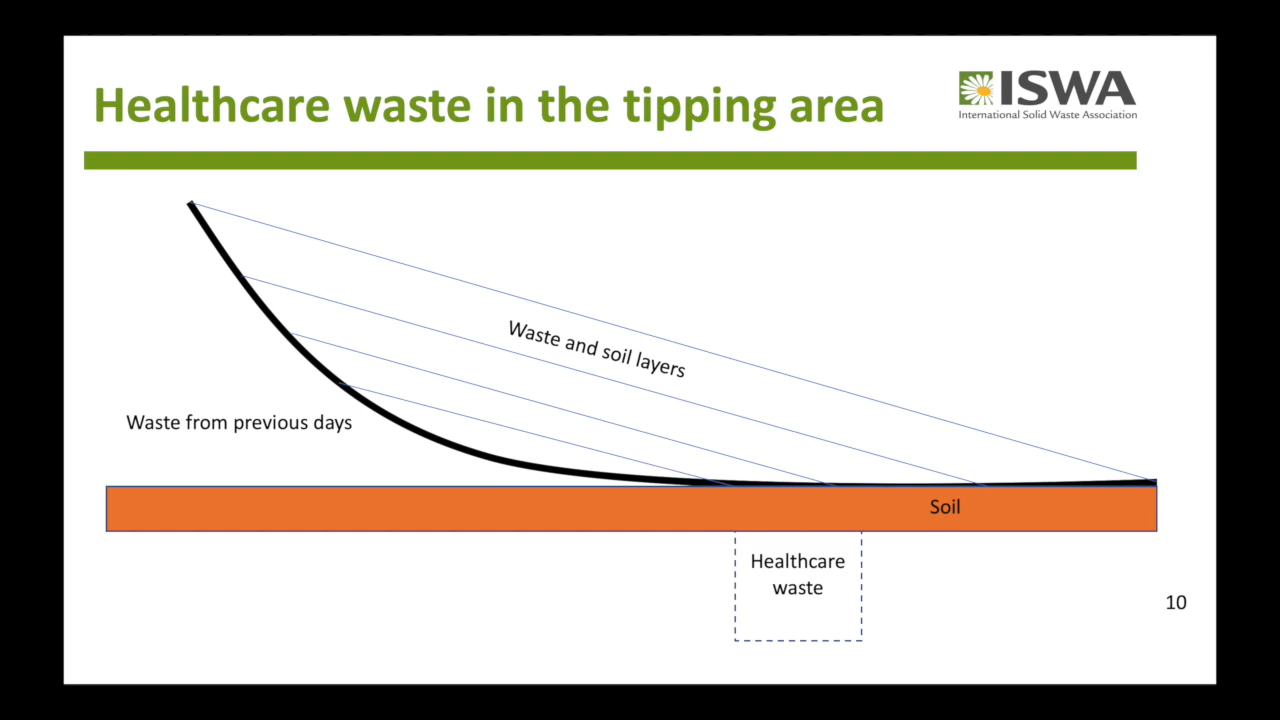 Healthcare waste in the tipping area
ISWA
International Solid Waste Association
Waste and soil layers
Waste from previous days
Soil
Healthcare
waste
10